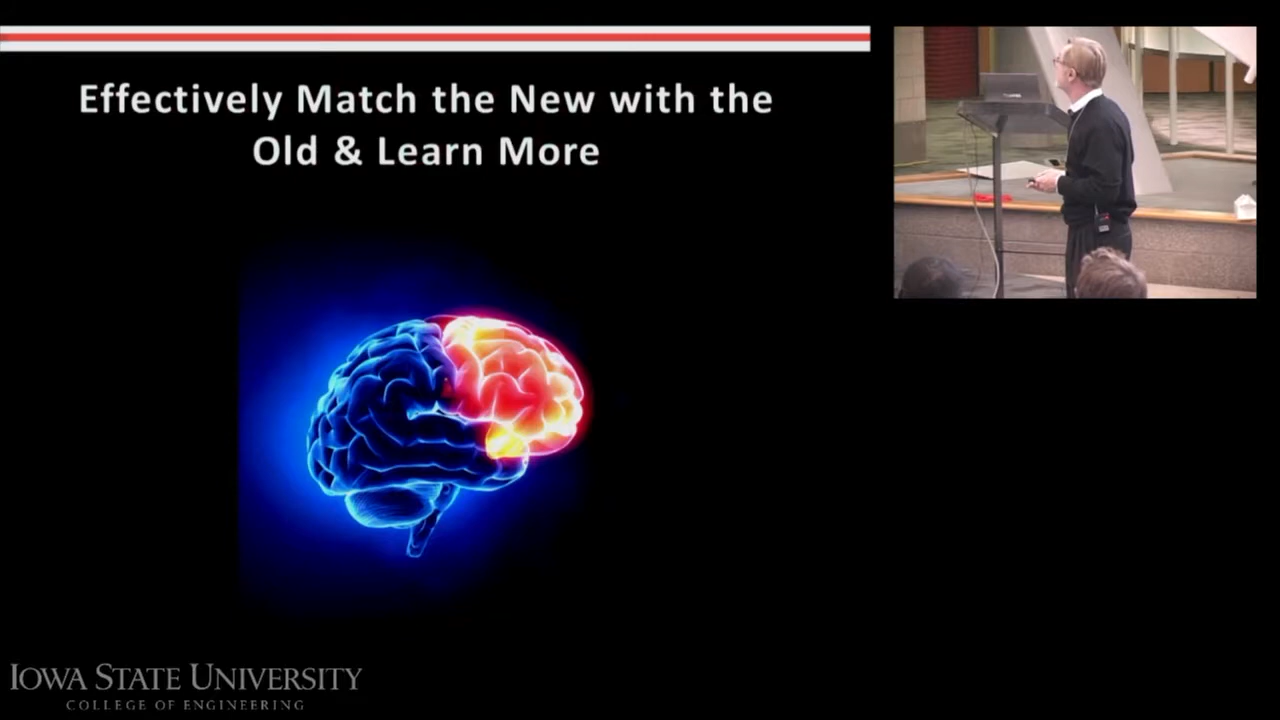 Effectively Match the New with the
Old & Learn More
IOWA STATE UNIVERSITY
COLLEGE OF ENGINEERING